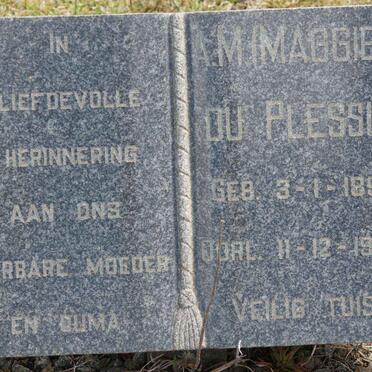 IN
LIEFDEVOLLE
HERINNERING
AAN ONS
RBARE MOEDER
EN OUMA
A.M. (MAGGIE
DU PLESSI
GEB. 3-1-18
OORL. 11-12-19
VEILIG TUIS